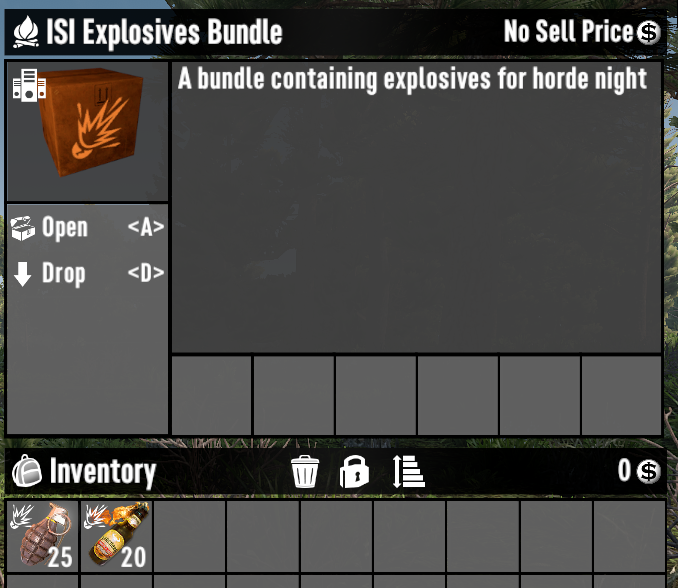 ISI Explosives Bundle
No Sell Price
A bundle containing explosives for horde night
Open <A>
Drop <D>
Inventory
0
25
20